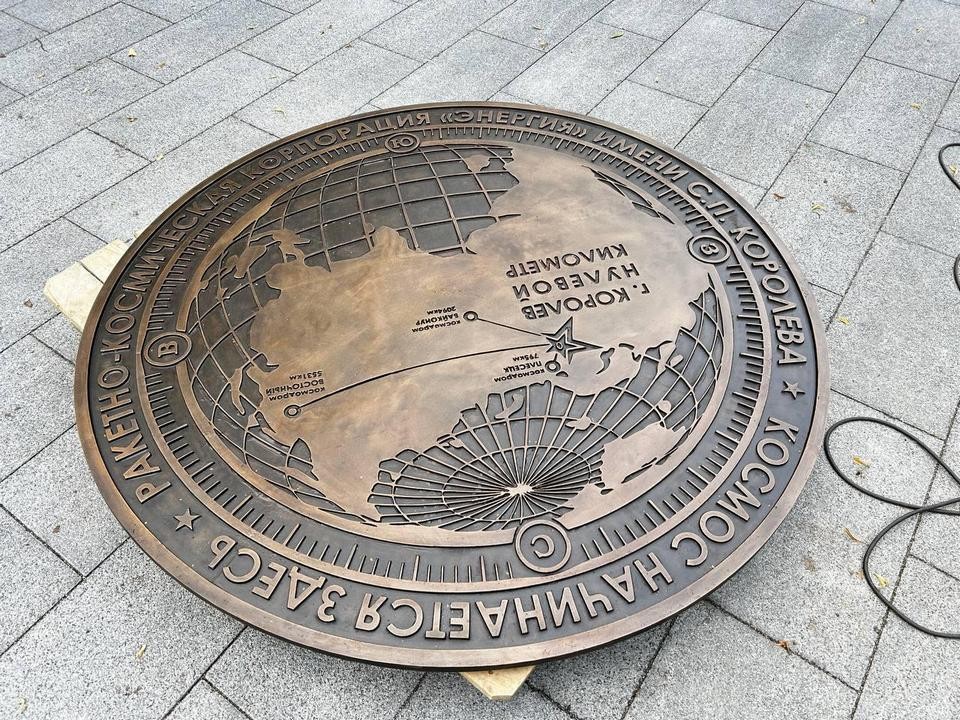 КОСМОС НАЧИНАЕТСЯ ЗДЕСЬ
РАКЕТНО-КОСМИЧЕСКАЯ КОРПОРАЦИЯ «ЭНЕРГИЯ» ИМЕНИ С.П. КОРОЛЕВА
С
В
З
Ю
КОСМОДРОМ
ПЛЕСЕЦК
795КМ
КОСМОДРОМ
ВОСТОЧНЫЙ
5531КМ
КОСМОДРОМ
БАЙКОНУР
2094КМ
Г. КОРОЛЕВ
НУЛЕВОЙ
КИЛОМЕТР